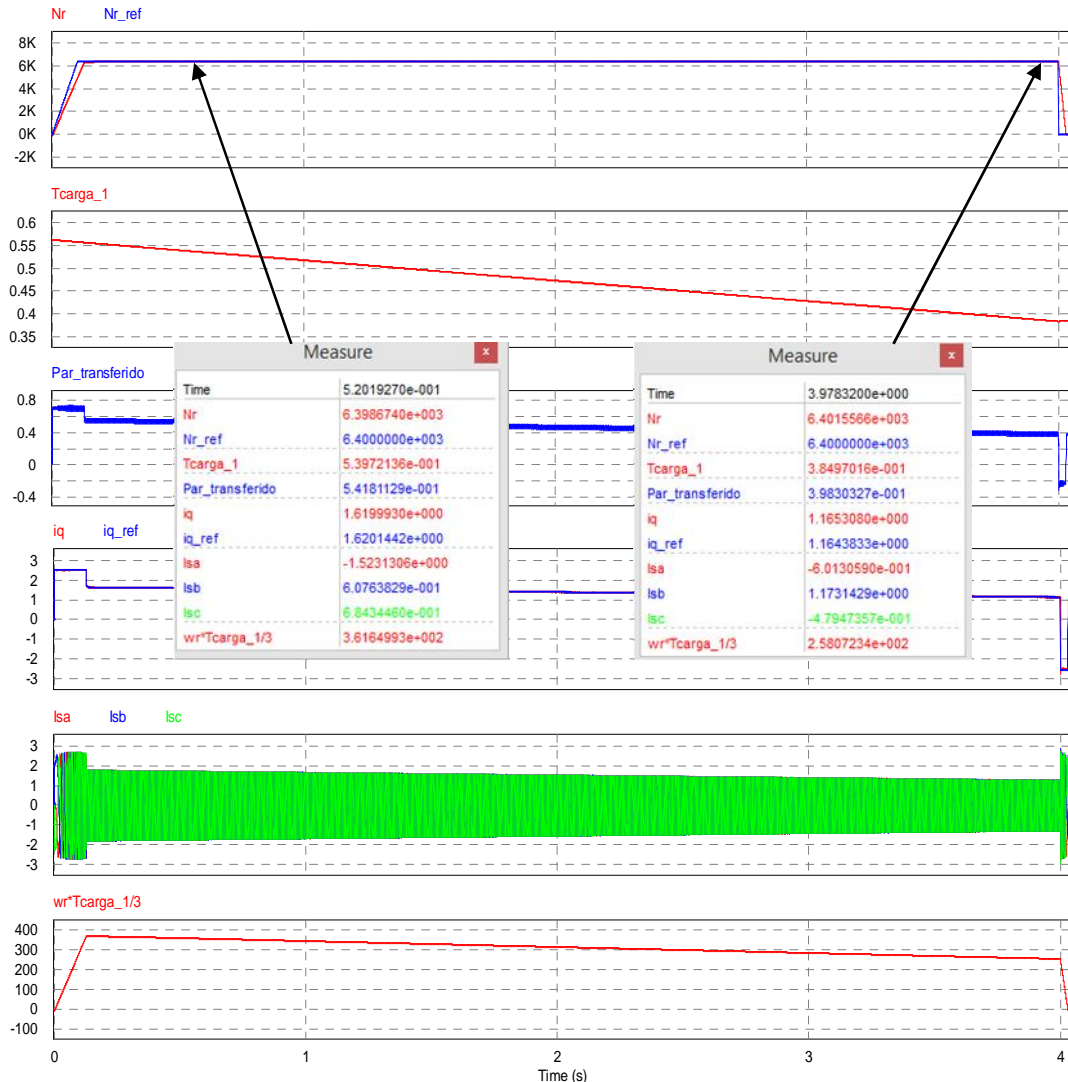 Nr Nr_ref
8K
6K
4K
2K
0K
-2K
Tcarga_1
0.6
0.55
0.5
0.45
0.4
0.35
Par_transferido
0.8
0.4
0
-0.4
Measure x
Time 5.2019270e-001
Nr 6.3986740e+003
Nr_ref 6.4000000e+003
Tcarga_1 5.3972136e-001
Par_transferido 5.4181129e-001
iq 1.6199930e+000
iq_ref 1.6201442e+000
Isa -1.5231306e+000
Isb 6.0763829e-001
Isc 6.8434460e-001
wr*Tcarga_1/3 3.6164993e+002
Measure x
Time 3.9783200e+000
Nr 6.4015566e+003
Nr_ref 6.4000000e+003
Tcarga_1 3.8497016e-001
Par_transferido 3.9830327e-001
iq 1.1653080e+000
iq_ref 1.1643833e+000
Isa -6.0130590e-001
Isb 1.1731429e+000
Isc -4.7947357e-001
wr*Tcarga_1/3 2.5807234e+002
iq iq_ref
3
2
1
0
-1
-2
-3
Isa Isb Isc
3
2
1
0
-1
-2
-3
wr*Tcarga_1/3
400
300
200
100
0
-100
0 1 2 3 4
Time (s)